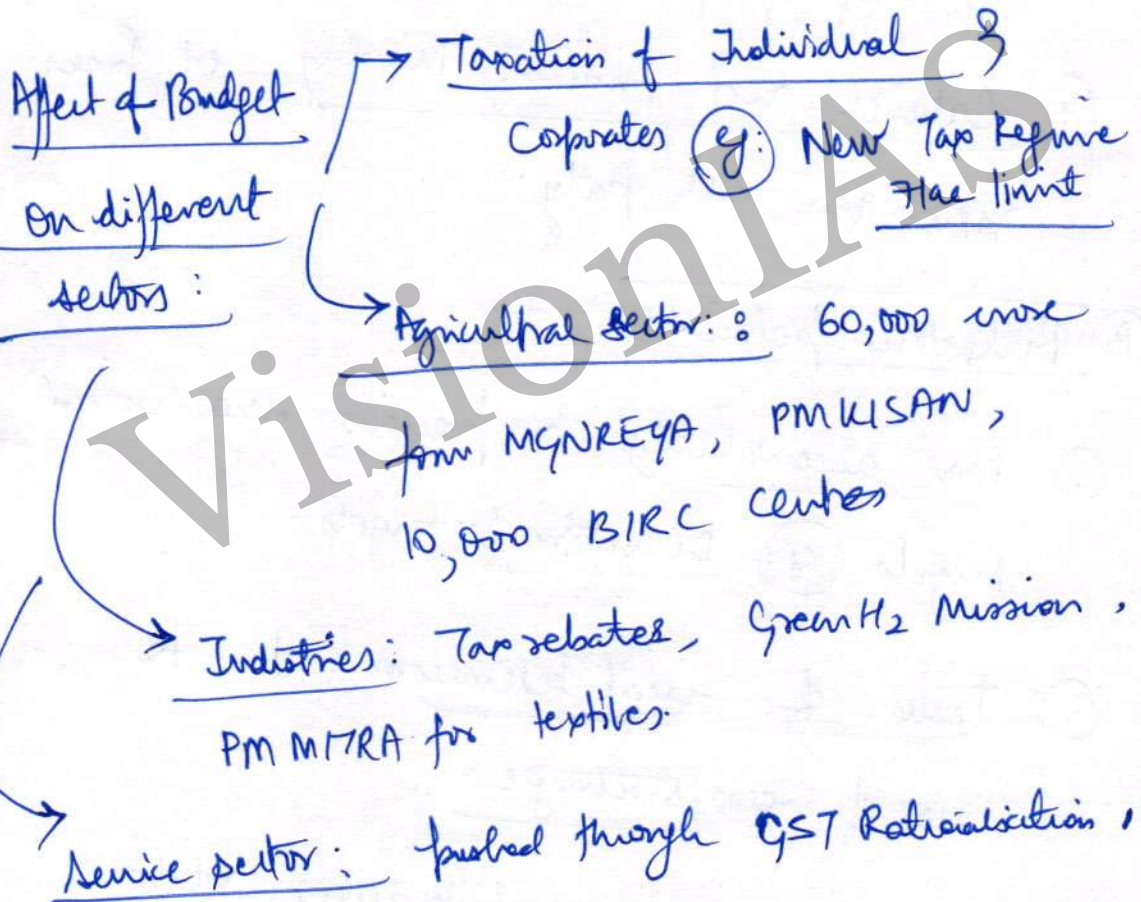 Affect of Budget
on different
sectors:
Taxation of Individual &
Corporates eg: New Tax Regime
7 lac limit
Agricultural sector:: 60,000 crore
from MGNREGA, PMKISAN,
10,000 BIRC centres
Industries: Tax rebates, Green H2 Mission,
PM MITRA for textiles.
Service sector: pushed through GST
VisionIAS